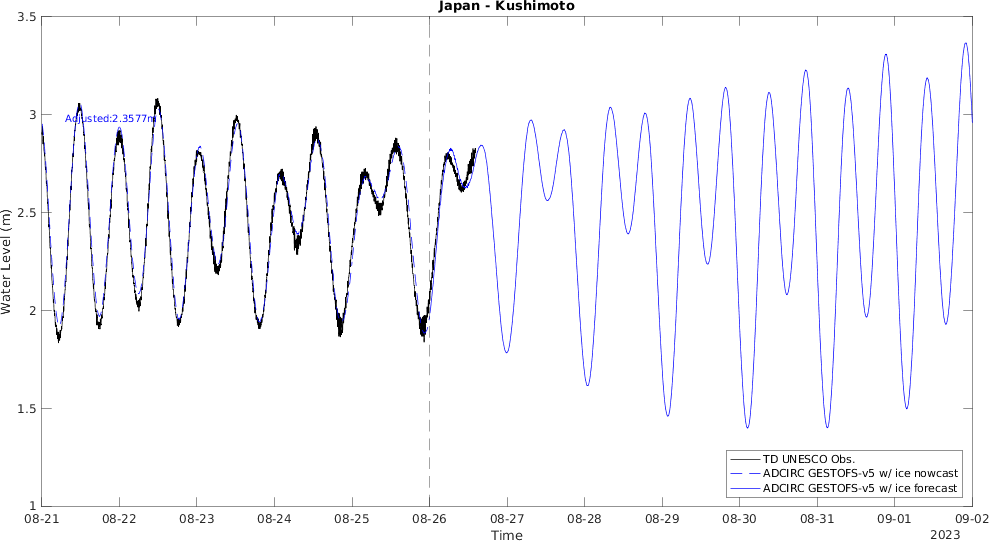 Japan - Kushimoto
3.5
3
2.5
2
1.5
1
Water Level (m)
Adjusted:2.3577m
TD UNESCO Obs.
ADCIRC GESTOFS-v5 w/ ice nowcast
ADCIRC GESTOFS-v5 w/ ice forecast
08-21 08-22 08-23 08-24 08-25 08-26 08-27 08-28 08-29 08-30 08-31 09-01 09-02
Time
2023